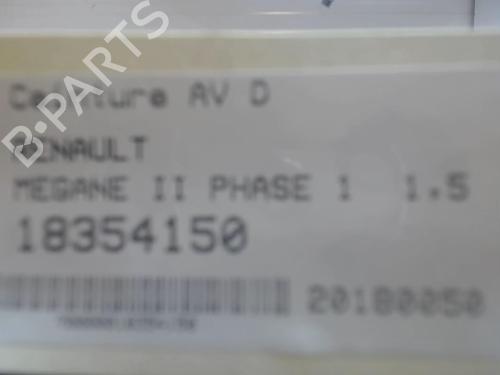 Ceinture AV D
RENAULT
MEGANE II PHASE 1 1.5
18354150
20180050
B-PARTS